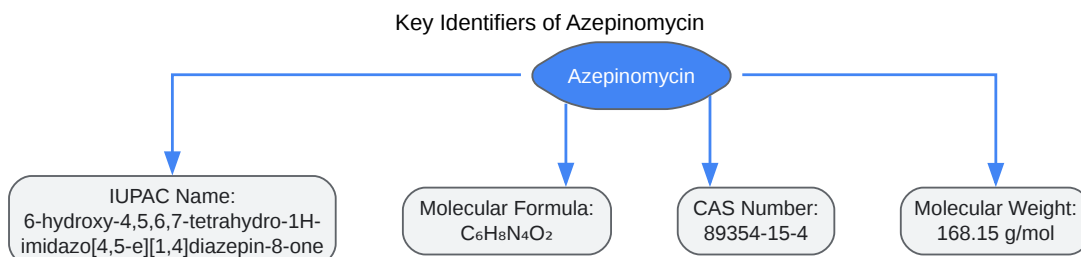 Key Identifiers of Azepinomycin
Azepinomycin
IUPAC Name:
6-hydroxy-4,5,6,7-tetrahydro-1H-
imidazo[4,5-e][1,4]diazepin-8-one
Molecular Formula:
C₆H₈N₄O₂
CAS Number:
89354-15-4
Molecular Weight:
168.15 g/mol